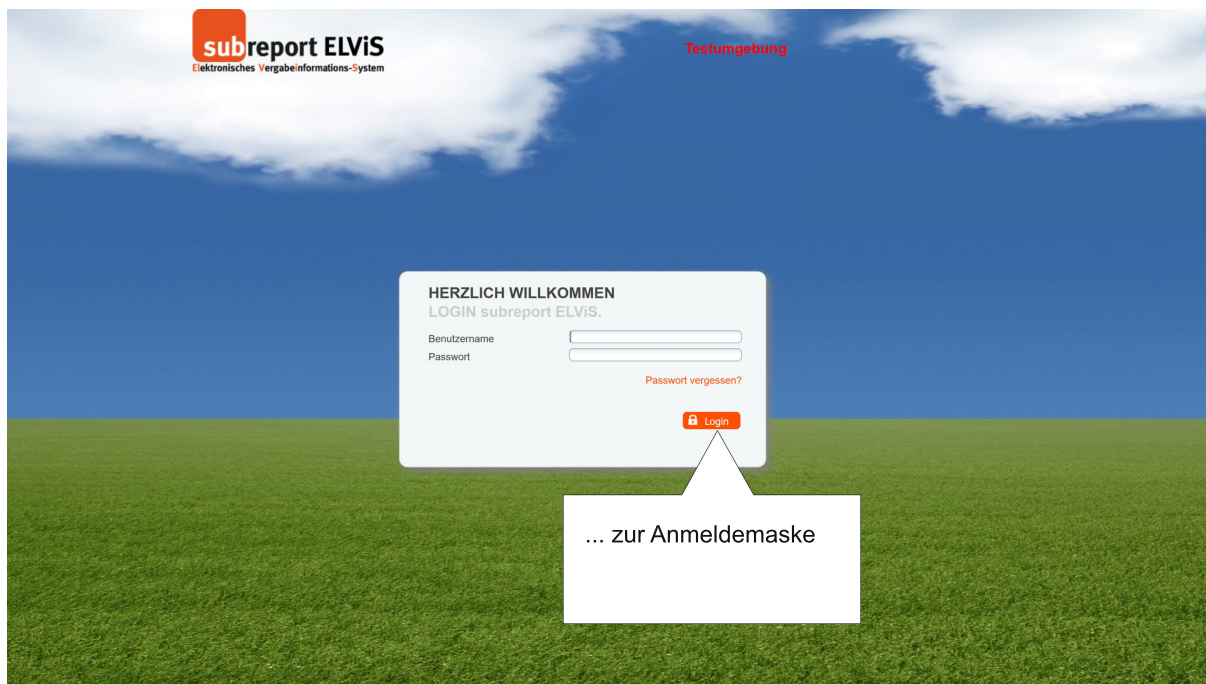 subreport ELViS
Elektronisches VergabeInformations-System
Testumgebung
HERZLICH WILLKOMMEN
LOGIN subreport ELViS.
Benutzername
Passwort
Passwort vergessen?
Login
... zur Anmeldemaske